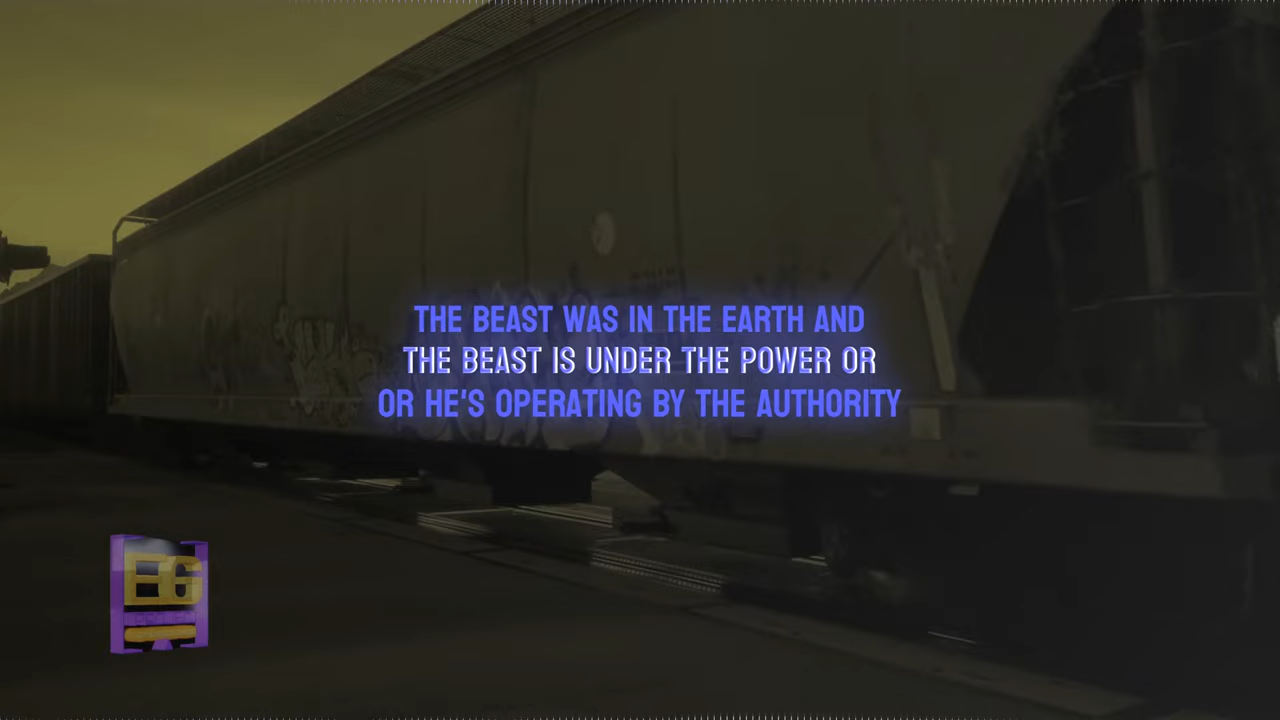 THE BEAST WAS IN THE EARTH AND
THE BEAST IS UNDER THE POWER OR
OR HE'S OPERATING BY THE AUTHORITY
EG